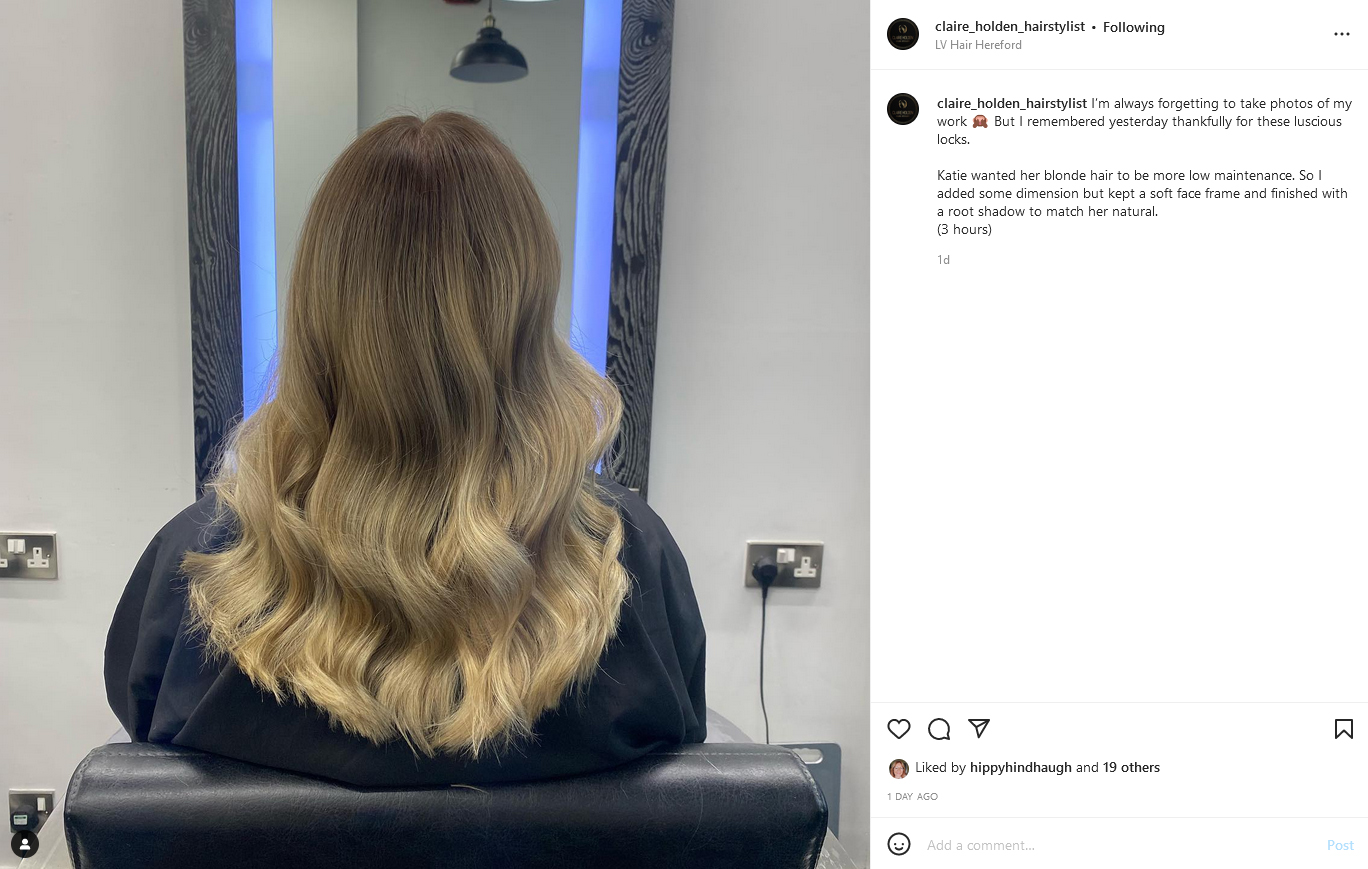 claire_holden_hairstylist • Following
LV Hair Hereford
claire_holden_hairstylist I'm always forgetting to take photos of my
work 🙈 But I remembered yesterday thankfully for these luscious
locks.
Katie wanted her blonde hair to be more low maintenance. So I
added some dimension but kept a soft face frame and finished with
a root shadow to match her natural.
(3 hours)
1d
Liked by hippyhindhaugh and 19 others
1 DAY AGO
Add a comment...
Post